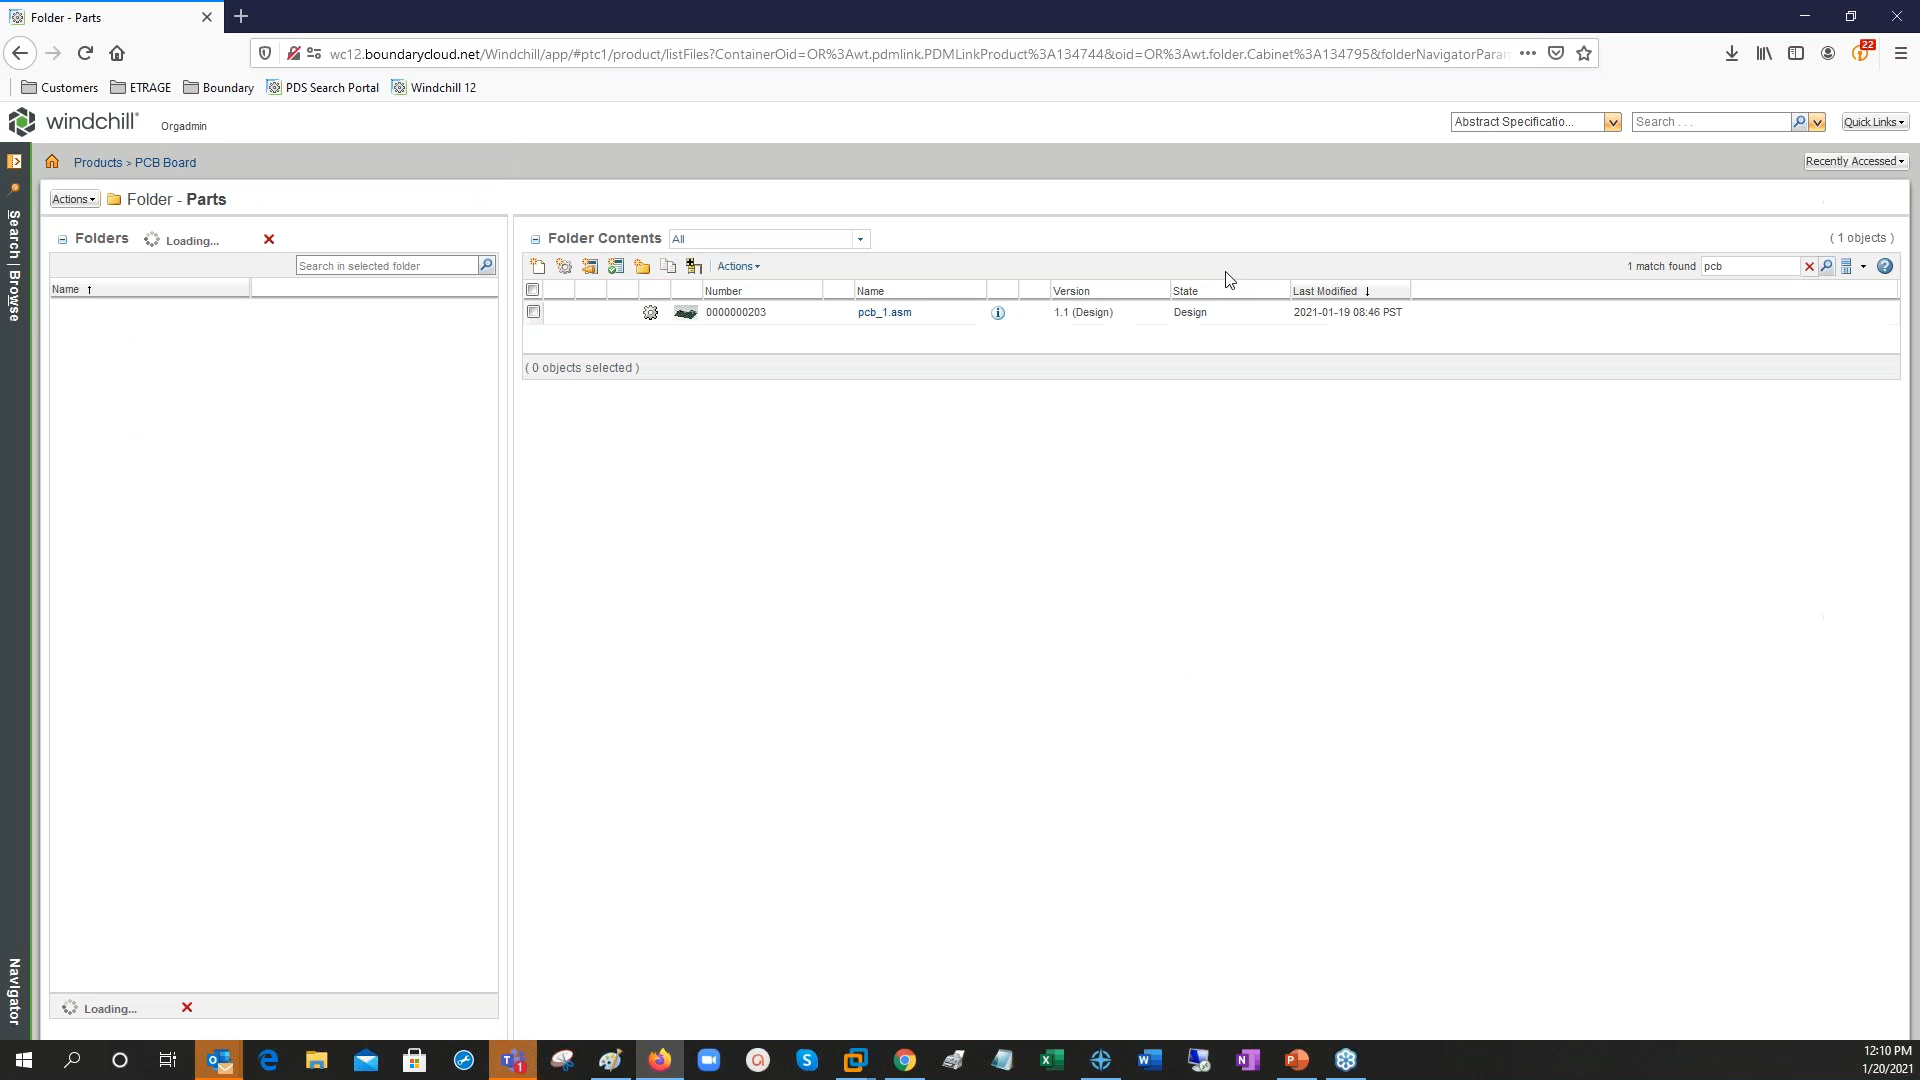 Folder - Parts
22
wc12.boundarycloud.net/Windchill/app/#ptc1/product/listFiles?ContainerOid=OR%3Awt.pdmlink.PDMLinkProduct%3A134744&oid=OR%3Awt.folder.Cabinet%3A134795&folderNavigatorParam
Customers ETRAGE Boundary PDS Search Portal Windchill 12
windchill Orgadmin Abstract Specificatio... Search . . . Quick Links
Products > PCB Board Recently Accessed
Actions Folder - Parts
Search | Browse
Folders Loading... Folder Contents All ( 1 objects )
Search in selected folder Actions 1 match found pcb
Name Number Name Version State Last Modified
0000000203 pcb_1.asm 1.1 (Design) Design 2021-01-19 08:46 PST
( 0 objects selected )
Navigator
Loading...
12:10 PM
1/20/2021